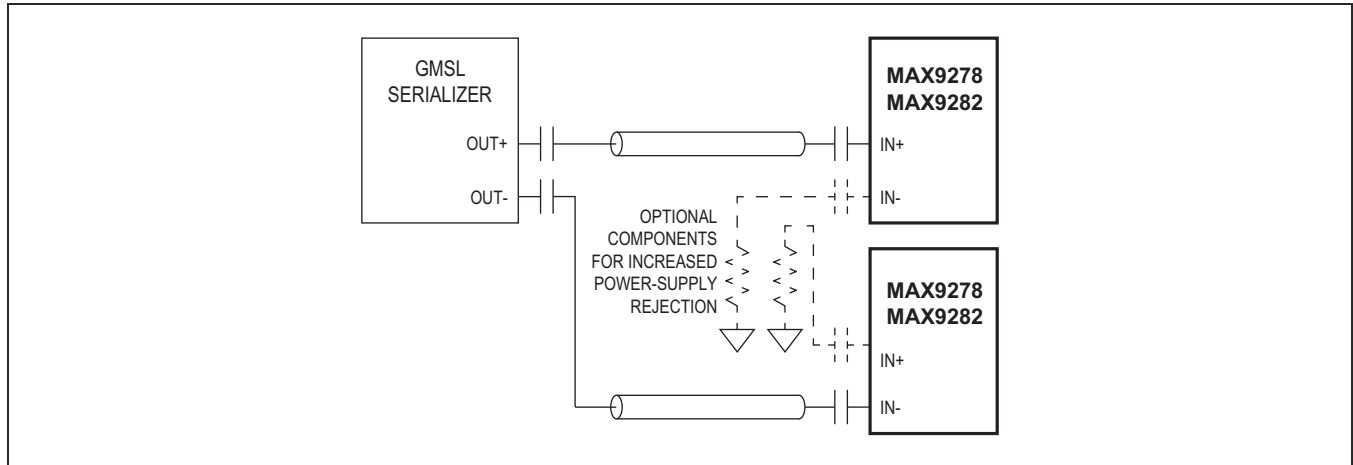 GMSL
SERIALIZER
OUT+
OUT-
MAX9278
MAX9282
IN+
IN-
OPTIONAL
COMPONENTS
FOR INCREASED
POWER-SUPPLY
REJECTION
MAX9278
MAX9282
IN+
IN-